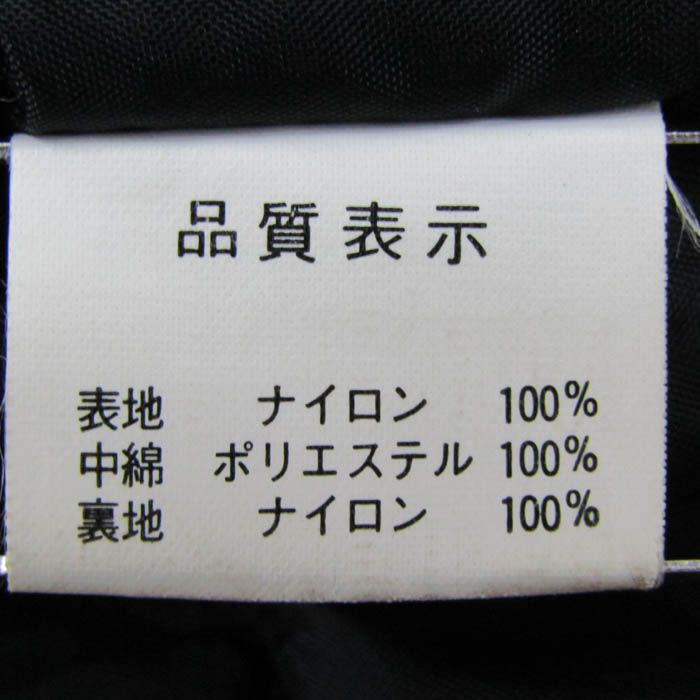 品質表示
表地 ナイロン 100%
中綿 ポリエステル 100%
裏地 ナイロン 100%